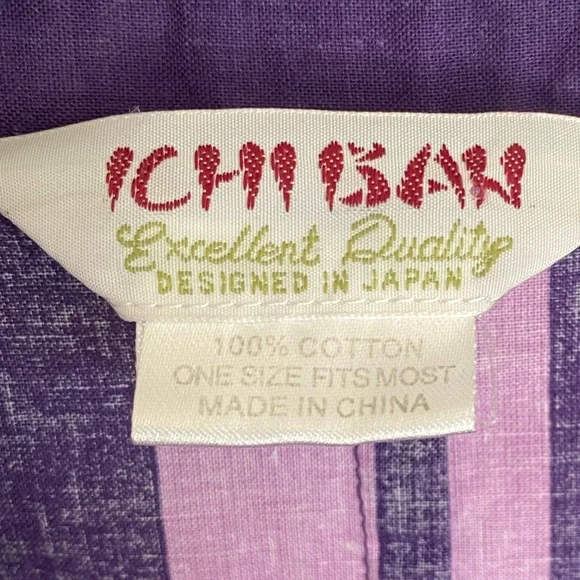 ICHI BAN
Excellent Quality
DESIGNED IN JAPAN
100% COTTON
ONE SIZE FITS MOST
MADE IN CHINA